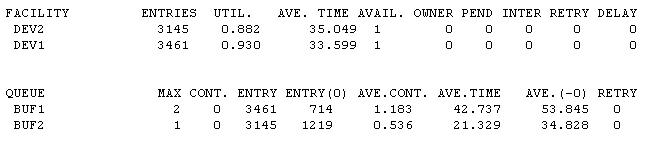 FACILITY ENTRIES UTIL. AVE. TIME AVAIL. OWNER PEND INTER RETRY DELAY
DEV2 3145 0.882 35.049 1 0 0 0 0 0
DEV1 3461 0.930 33.599 1 0 0 0 0 0
QUEUE MAX CONT. ENTRY ENTRY(0) AVE.CONT. AVE.TIME AVE.(-0) RETRY
BUF1 2 0 3461 714 1.183 42.737 53.845 0
BUF2 1 0 3145 1219 0.536 21.329 34.828 0